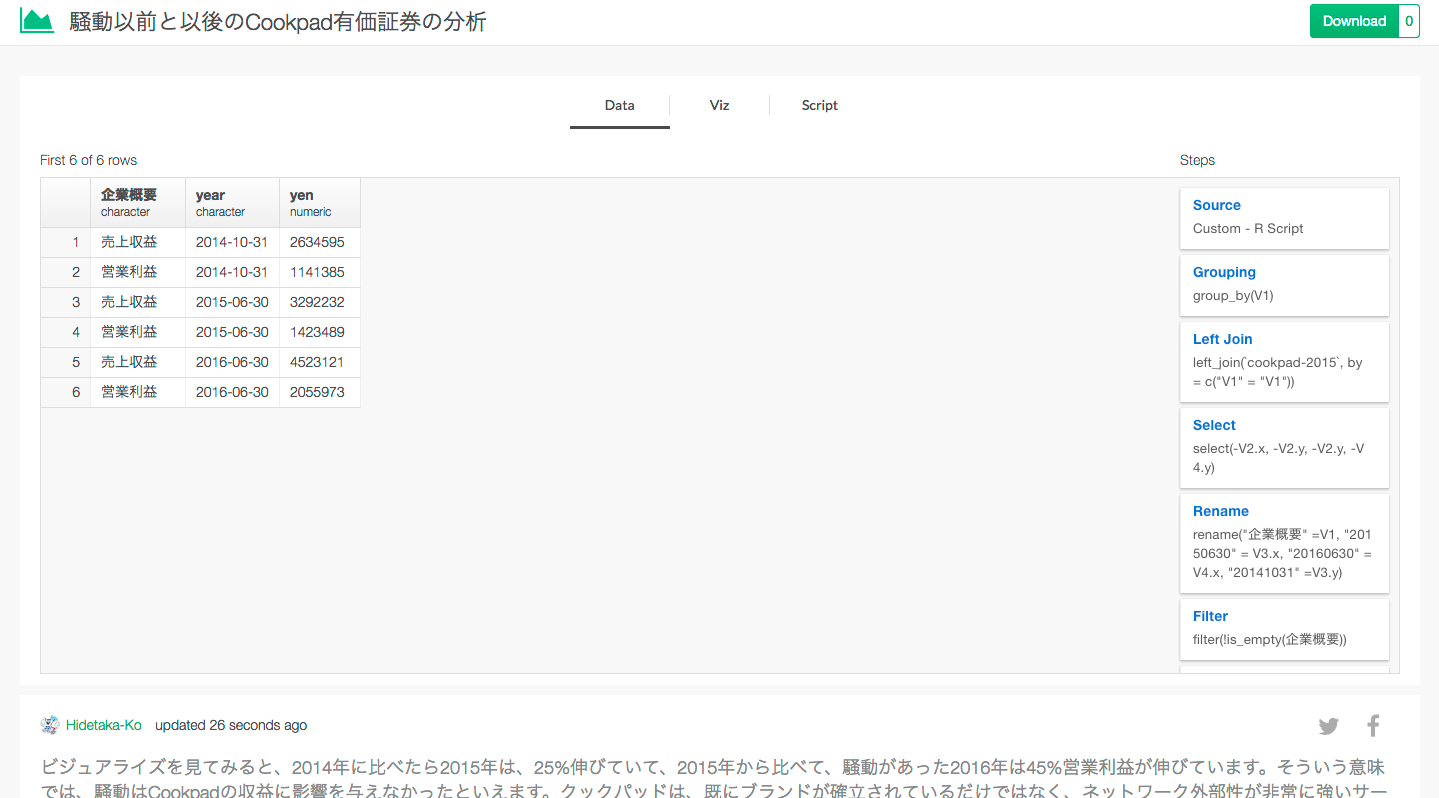 騒動以前と以後のCookpad有価証券の分析
Download 0
Data Viz Script
First 6 of 6 rows
企業概要 year yen
character character numeric
1 売上収益 2014-10-31 2634595
2 営業利益 2014-10-31 1141385
3 売上収益 2015-06-30 3292232
4 営業利益 2015-06-30 1423489
5 売上収益 2016-06-30 4523121
6 営業利益 2016-06-30 2055973
Steps
Source
Custom - R Script
Grouping
group_by(V1)
Left Join
left_join(`cookpad-2015`, by
= c("V1" = "V1"))
Select
select(-V2.x, -V2.y, -V2.y, -V
4.y)
Rename
rename("企業概要" =V1, "201
50630" = V3.x, "20160630" =
V4.x, "20141031" =V3.y)
Filter
filter(!is_empty(企業概要))
Hidetaka-Ko updated 26 seconds ago
ビジュアライズを見てみると、2014年に比べたら2015年は、25%伸びていて、2015年から比べて、騒動があった2016年は45%営業利益が伸びています。そういう意味
では、騒動はCookpadの収益に影響を与えなかったといえます。クックパッドは、既にブランドが確立されているだけではなく、ネットワーク外部性が非常に強いサー